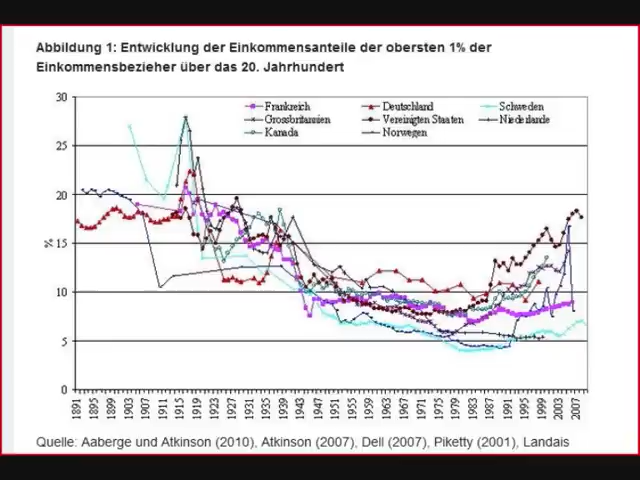 Abbildung 1: Entwicklung der Einkommensanteile der obersten 1% der
Einkommensbezieher über das 20. Jahrhundert
30
25
20
15
10
5
0
%
Frankreich Deutschland Schweden
Grossbritannien Vereinigten Staaten Niederlande
Kanada Norwegen
1891 1895 1899 1903 1907 1911 1915 1919 1923 1927 1931 1935 1939 1943 1947 1951 1955 1959 1963 1967 1971 1975 1979 1983 1987 1991 1995 1999 2003 2007
Quelle: Aaberge und Atkinson (2010), Atkinson (2007), Dell (2007), Piketty (2001), Landais